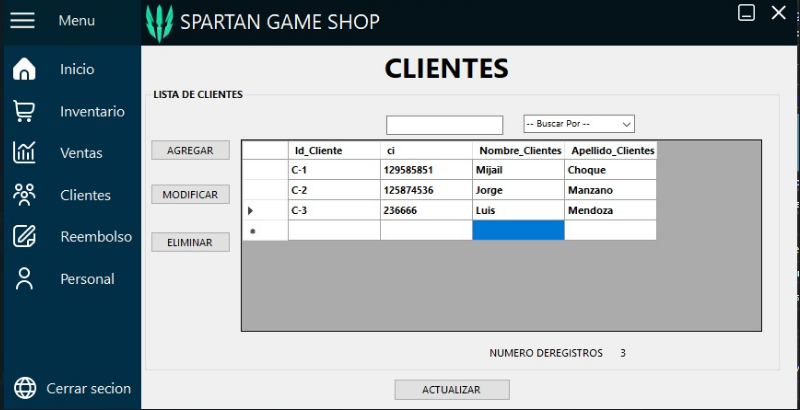 Menu
SPARTAN GAME SHOP
Inicio
Inventario
Ventas
Clientes
Reembolso
Personal
Cerrar secion
CLIENTES
LISTA DE CLIENTES
-- Buscar Por --
AGREGAR
MODIFICAR
ELIMINAR
Id_Cliente ci Nombre_Clientes Apellido_Clientes
C-1 129585851 Mijail Choque
C-2 125874536 Jorge Manzano
C-3 236666 Luis Mendoza
NUMERO DEREGISTROS 3
ACTUALIZAR